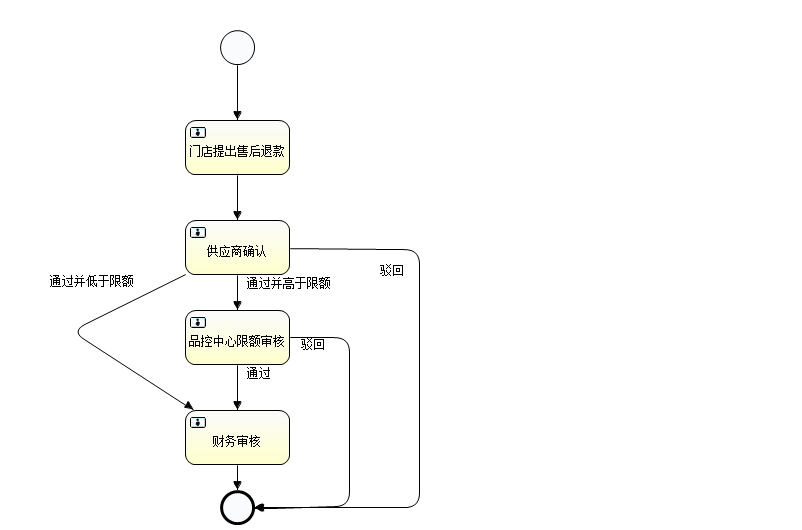 门店提出售后退款
供应商确认
驳回
通过并低于限额
通过并高于限额
品控中心限额审核
驳回
通过
财务审核